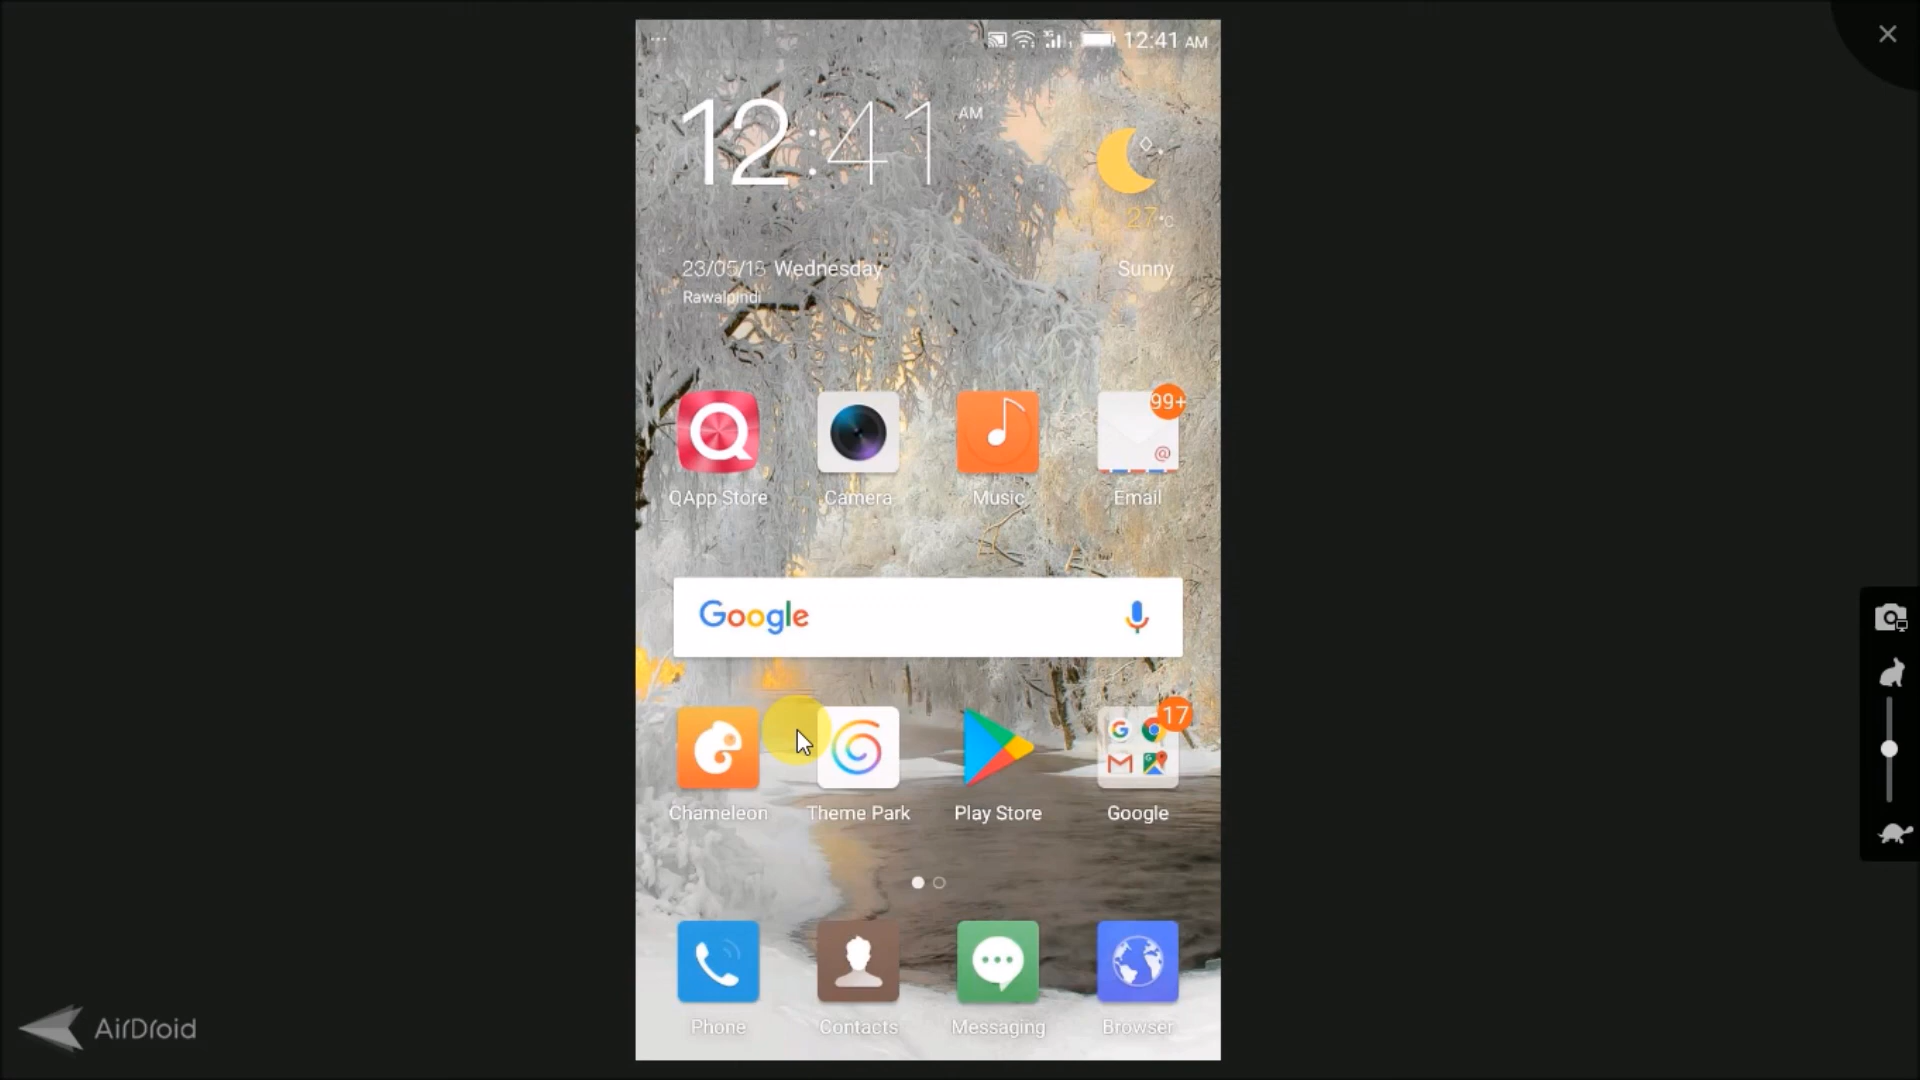 12:41 AM
12:41 AM
27°C
23/05/18 Wednesday
Sunny
Rawalpindi
99+
@
QApp Store
Camera
Music
Email
Google
17
Chameleon
Theme Park
Play Store
Google
Phone
Contacts
Messaging
Browser
AirDroid